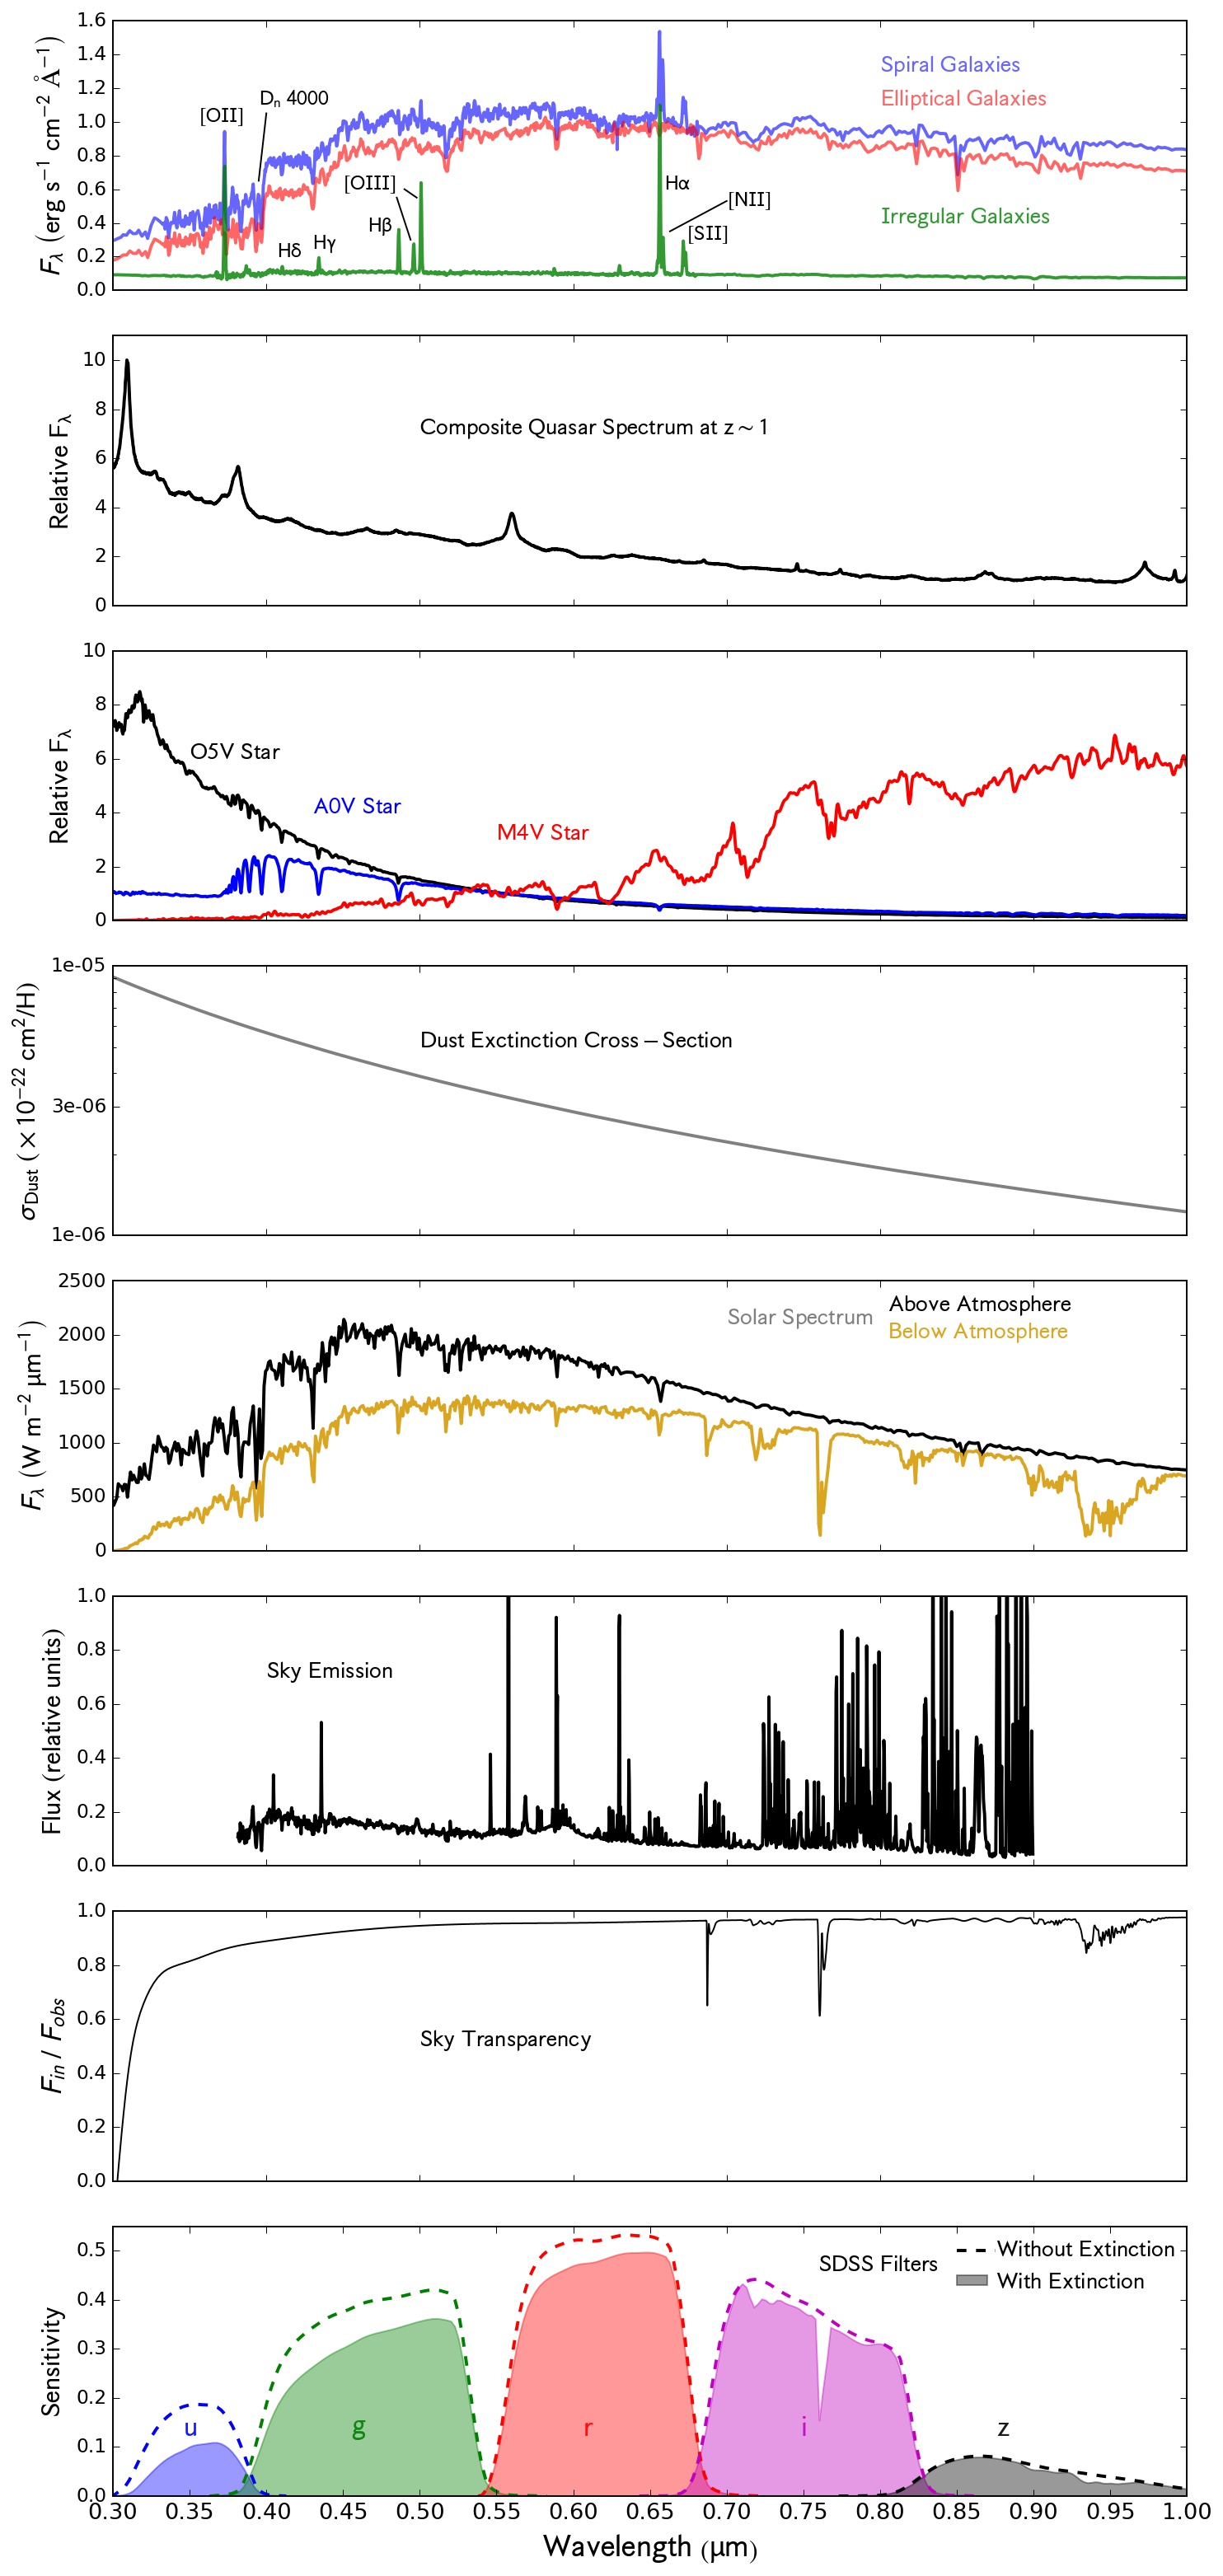 1.6
1.4
1.2
1.0
0.8
0.6
0.4
0.2
0.0
Fλ (erg s⁻¹ cm⁻² Å⁻¹)
Spiral Galaxies
Elliptical Galaxies
Irregular Galaxies
[OII]
Dn 4000
[OIII]
Hδ
Hγ
Hβ
Hα
[NII]
[SII]
10
8
6
4
2
0
Relative Fλ
Composite Quasar Spectrum at z ~ 1
10
8
6
4
2
0
Relative Fλ
O5V Star
A0V Star
M4V Star
1e-05
3e-06
1e-06
σDust (×10⁻²² cm²/H)
Dust Exctinction Cross – Section
2500
2000
1500
1000
500
0
Fλ (W m⁻² µm⁻¹)
Solar Spectrum Above Atmosphere
Below Atmosphere
1.0
0.8
0.6
0.4
0.2
0.0
Flux (relative units)
Sky Emission
1.0
0.8
0.6
0.4
0.2
0.0
Fin / Fobs
Sky Transparency
0.5
0.4
0.3
0.2
0.1
0.0
Sensitivity
SDSS Filters
Without Extinction
With Extinction
u
g
r
i
z
0.30 0.35 0.40 0.45 0.50 0.55 0.60 0.65 0.70 0.75 0.80 0.85 0.90 0.95 1.00
Wavelength (µm)